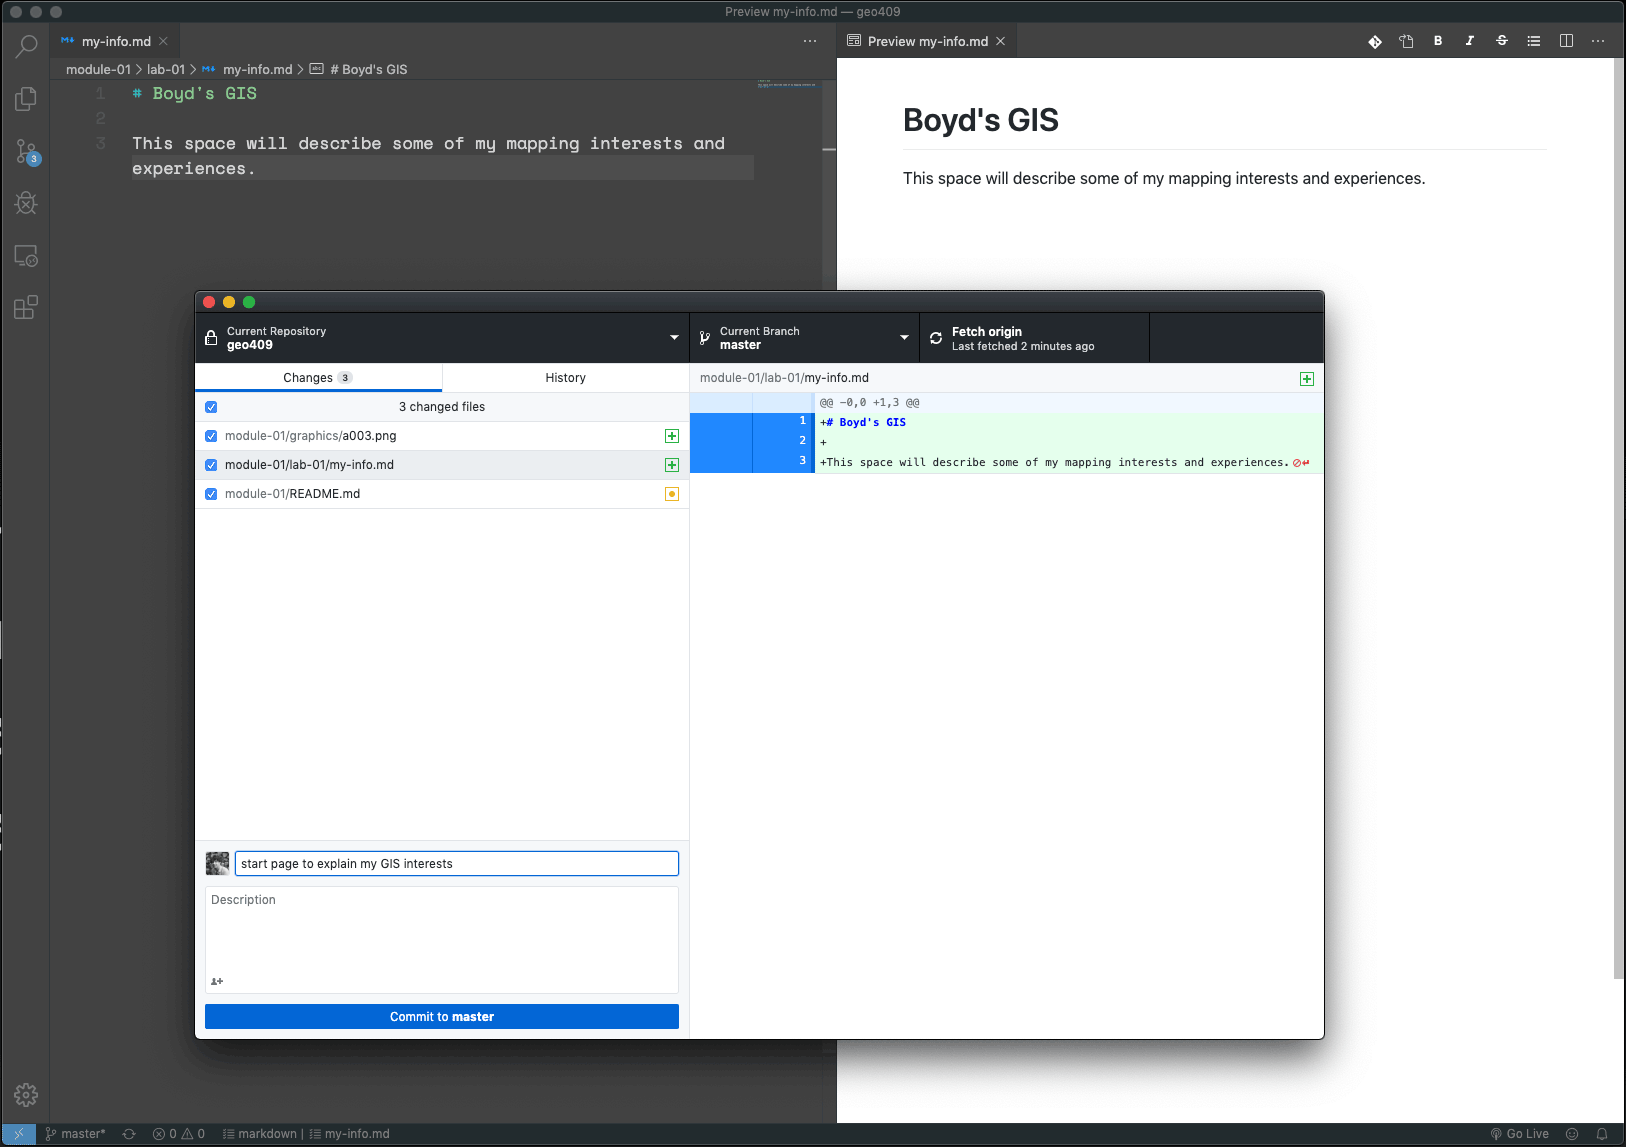 Preview my-info.md — geo409
my-info.md
Preview my-info.md
module-01 > lab-01 > my-info.md > # Boyd's GIS
1 # Boyd's GIS
2
3 This space will describe some of my mapping interests and
experiences.
3
Boyd's GIS
This space will describe some of my mapping interests and experiences.
Current Repository
geo409
Current Branch
master
Fetch origin
Last fetched 2 minutes ago
Changes 3
History
module-01/lab-01/my-info.md
3 changed files
module-01/graphics/a003.png
module-01/lab-01/my-info.md
module-01/README.md
@@ -0,0 +1,3 @@
1 +# Boyd's GIS
2 +
3 +This space will describe some of my mapping interests and experiences.
start page to explain my GIS interests
Description
Commit to master
master* 0 0 markdown | my-info.md
Go Live